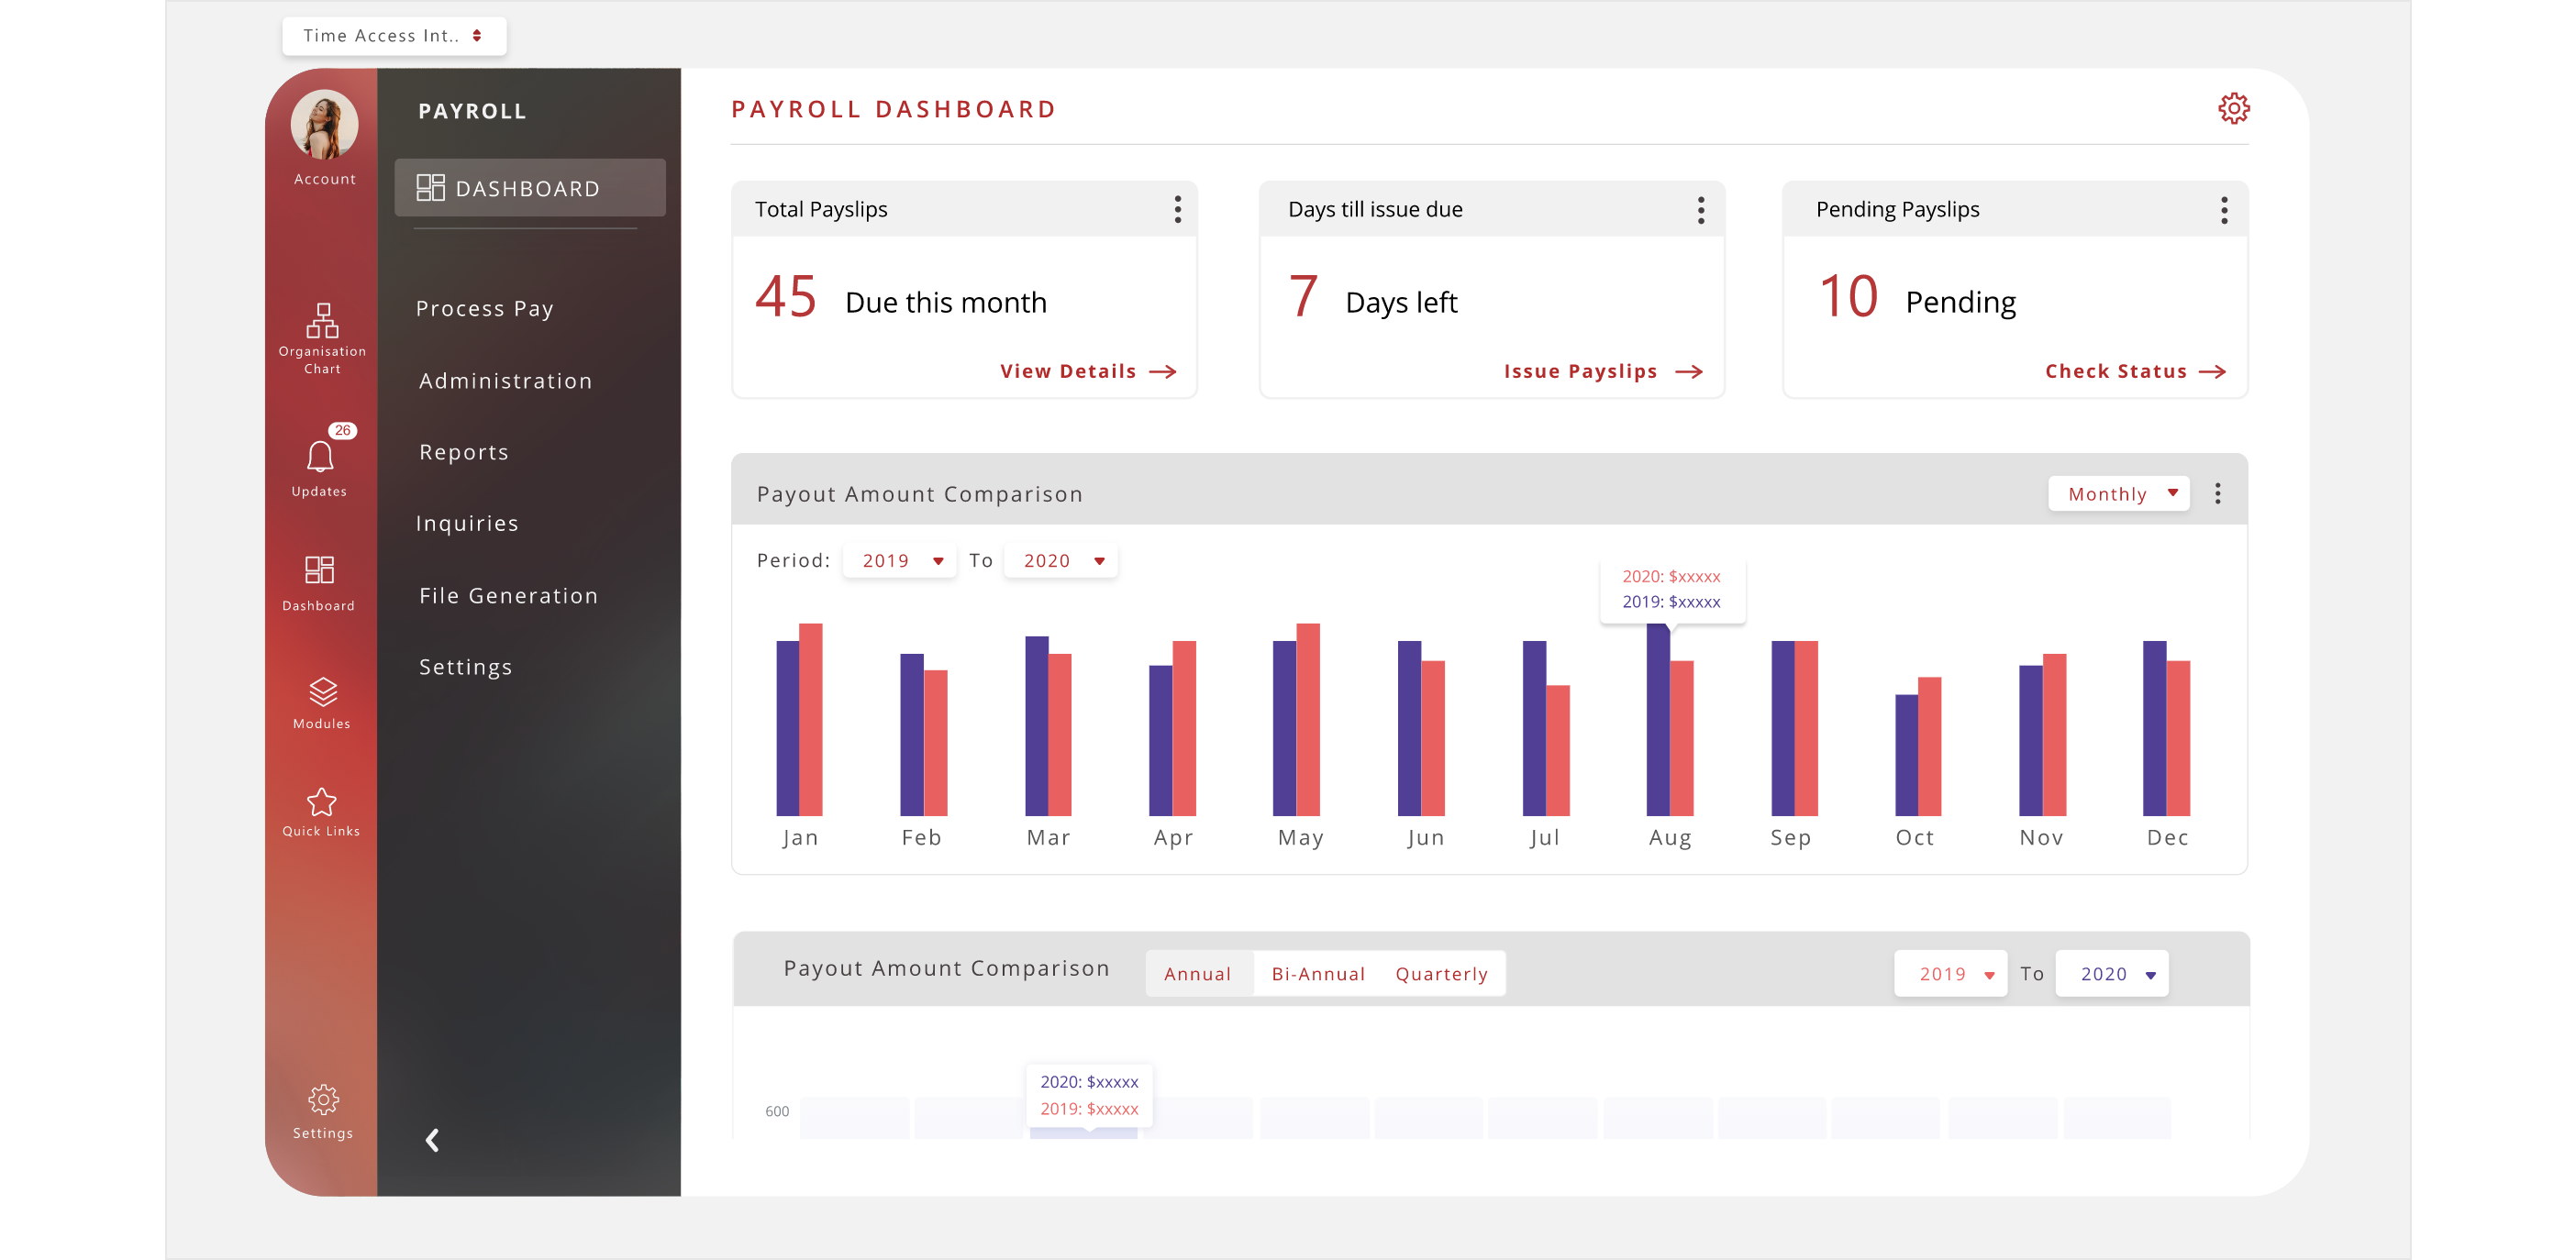 Time Access Int..
Account
Organisation
Chart
26
Updates
Dashboard
Modules
Quick Links
Settings
PAYROLL
DASHBOARD
Process Pay
Administration
Reports
Inquiries
File Generation
Settings
PAYROLL DASHBOARD
Total Payslips
45 Due this month
View Details
Days till issue due
7 Days left
Issue Payslips
Pending Payslips
10 Pending
Check Status
Payout Amount Comparison
Monthly
Period: 2019 To 2020
2020: $xxxxx
2019: $xxxxx
Jan Feb Mar Apr May Jun Jul Aug Sep Oct Nov Dec
Payout Amount Comparison
Annual Bi-Annual Quarterly
2019 To 2020
2020: $xxxxx
2019: $xxxxx
600